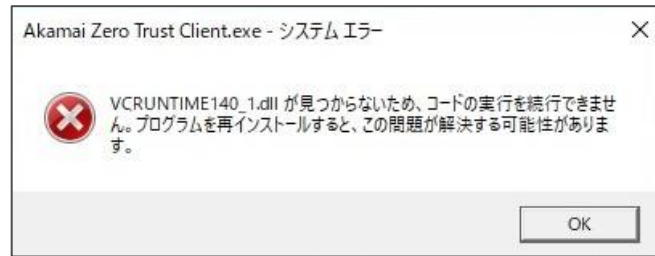 Akamai Zero Trust Client.exe - システム エラー
VCRUNTIME140_1.dll が見つからないため、コードの実行を続行できませ
ん。プログラムを再インストールすると、この問題が解決する可能性がありま
す。
OK